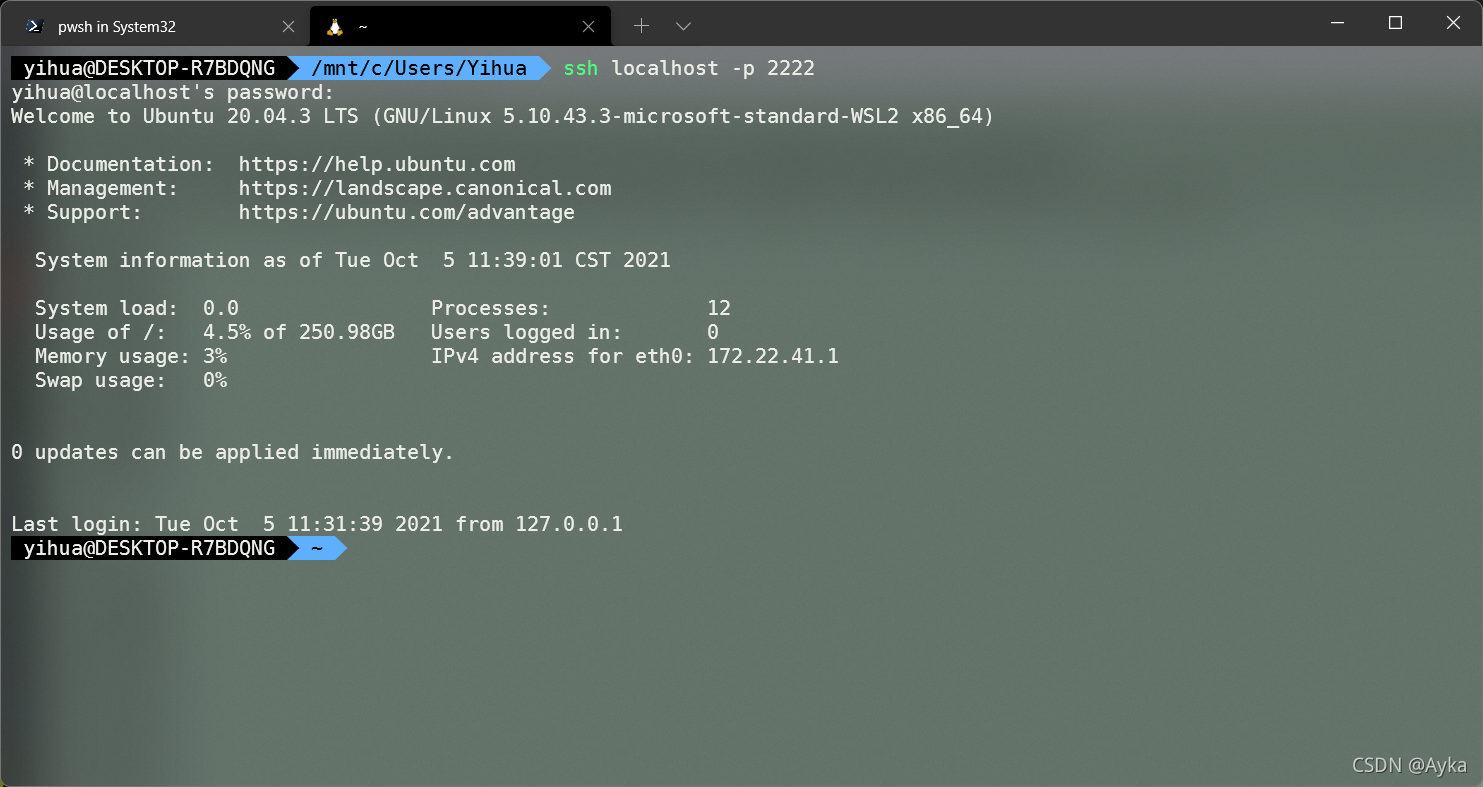 pwsh in System32
~
yihua@DESKTOP-R7BDQNG /mnt/c/Users/Yihua ssh localhost -p 2222
yihua@localhost's password:
Welcome to Ubuntu 20.04.3 LTS (GNU/Linux 5.10.43.3-microsoft-standard-WSL2 x86_64)
* Documentation: https://help.ubuntu.com
* Management: https://landscape.canonical.com
* Support: https://ubuntu.com/advantage
System information as of Tue Oct 5 11:39:01 CST 2021
System load: 0.0 Processes: 12
Usage of /: 4.5% of 250.98GB Users logged in: 0
Memory usage: 3% IPv4 address for eth0: 172.22.41.1
Swap usage: 0%
0 updates can be applied immediately.
Last login: Tue Oct 5 11:31:39 2021 from 127.0.0.1
yihua@DESKTOP-R7BDQNG ~
CSDN @Ayka